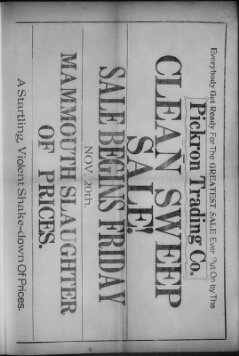 Everybody Get Ready For The GREATEST SALE Ever Put On by The
Pickron Trading Co.
CLEAN SWEEP
SALE!
SALE BEGINS FRIDAY
NOV. 20th.
MAMMOUTH SLAUGHTER
OF PRICES.
A Startling, Violent Shake-down Of Prices.